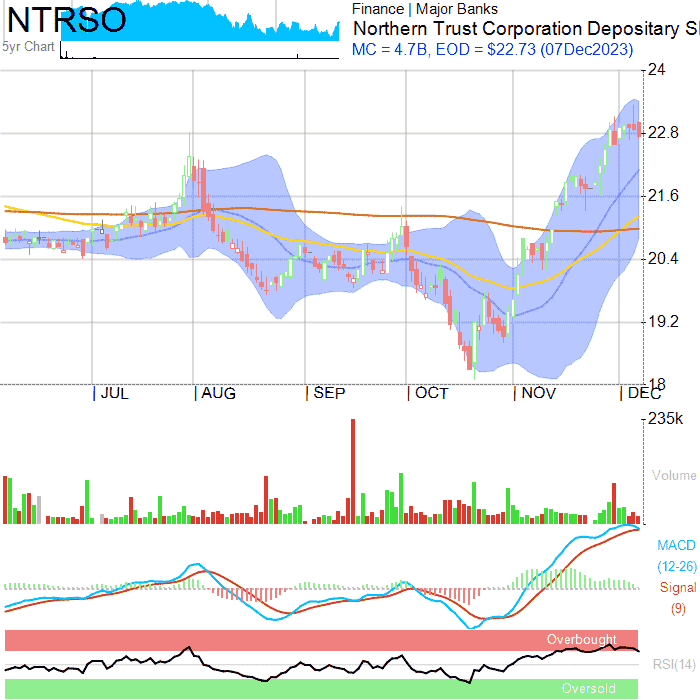 NTRSO
5yr Chart
Finance | Major Banks
Northern Trust Corporation Depositary S
MC = 4.7B, EOD = $22.73 (07Dec2023)
24
22.8
21.6
20.4
19.2
18
JUL
AUG
SEP
OCT
NOV
DEC
235k
Volume
MACD
(12-26)
Signal
(9)
Overbought
RSI(14)
Oversold